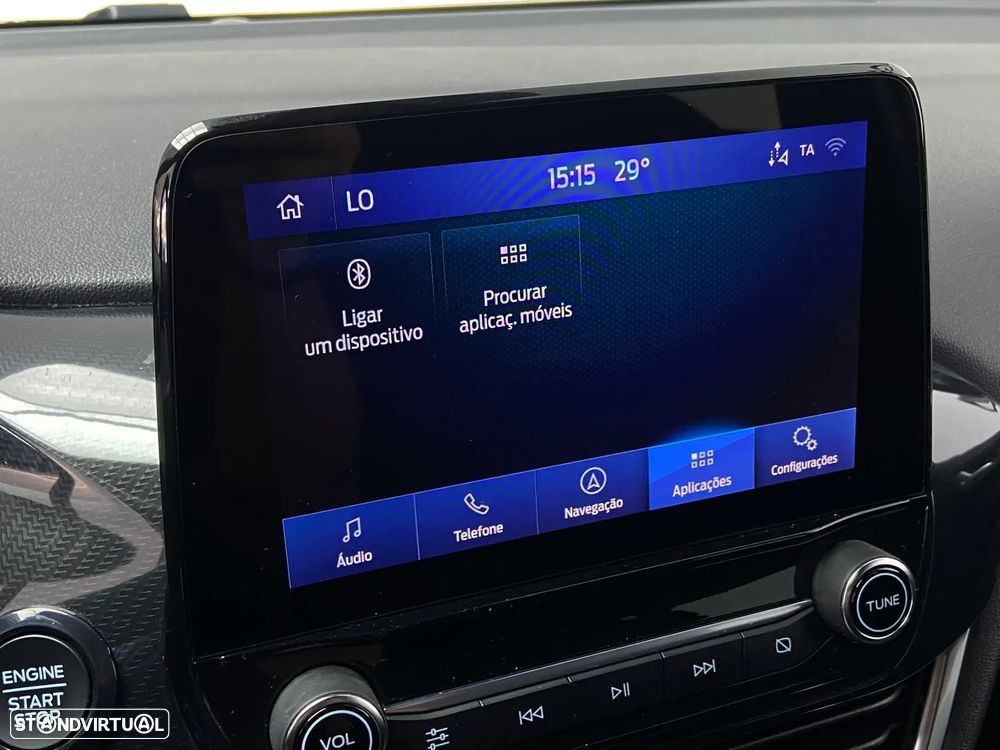 LO
15:15 29°
TA
Ligar
um dispositivo
Procurar
aplicaç. móveis
Áudio
Telefone
Navegação
Aplicações
Configurações
TUNE
VOL
ENGINE
START
STOP
STANDVIRTUAL